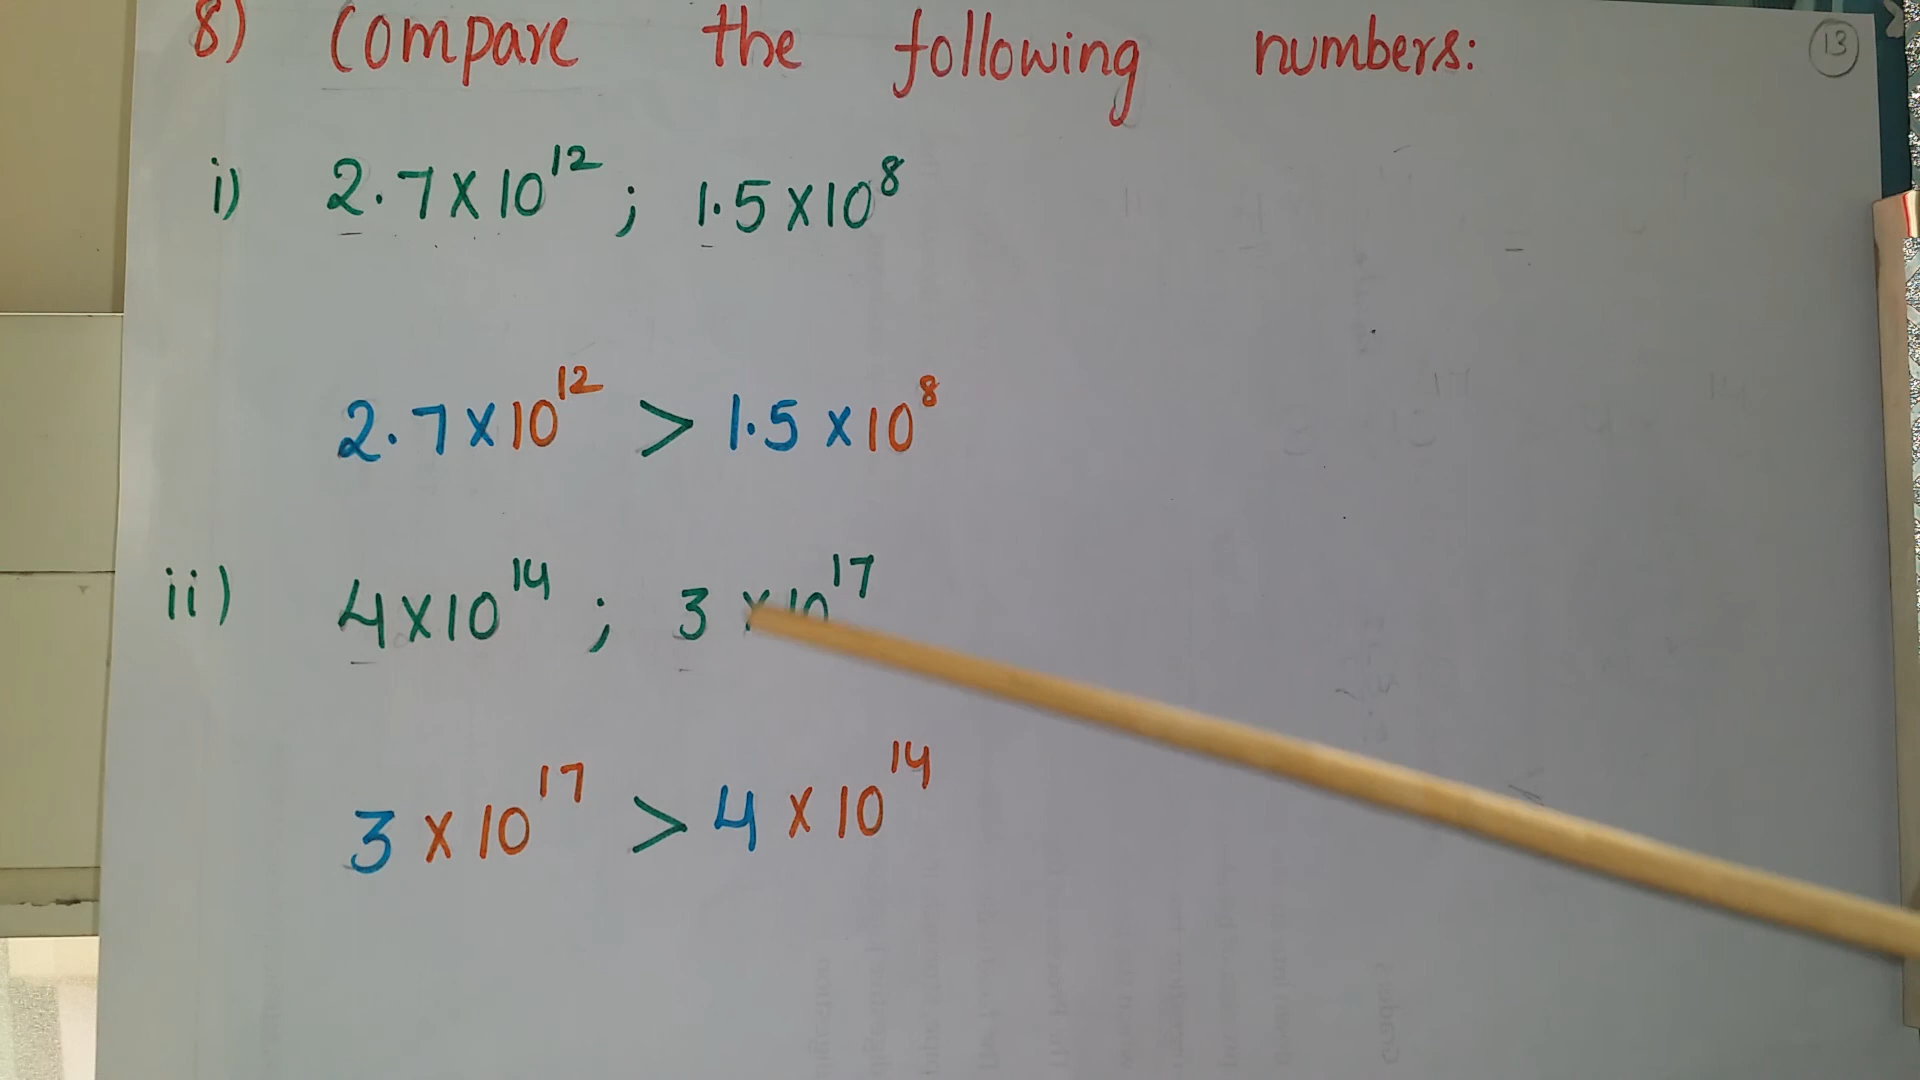 8) Compare the following numbers: 13
i) 2.7×10¹² ; 1.5×10⁸
2.7×10¹² > 1.5×10⁸
ii) 4×10¹⁴ ; 3×10¹⁷
3×10¹⁷ > 4×10¹⁴